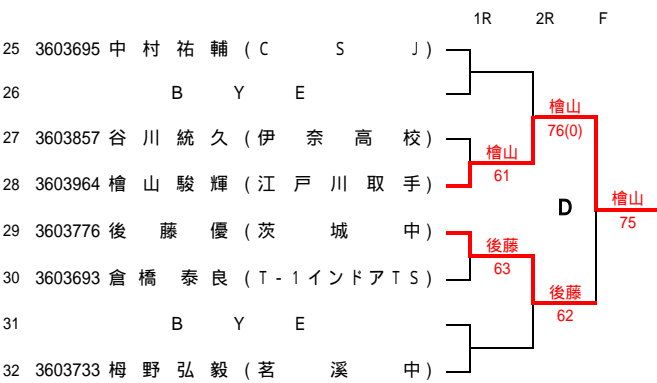 1R 2R F
25 3603695 中村祐輔 (CSJ)
26 BYE
檜山
27 3603857 谷川統久 (伊奈高校)
76(0)
檜山
28 3603964 檜山駿輝 (江戸川取手)
61
檜山
D
75
29 3603776 後藤優 (茨城中)
後藤
63
30 3603693 倉橋泰良 (T-1インドアTS)
後藤
62
31 BYE
32 3603733 栂野弘毅 (茗溪中)